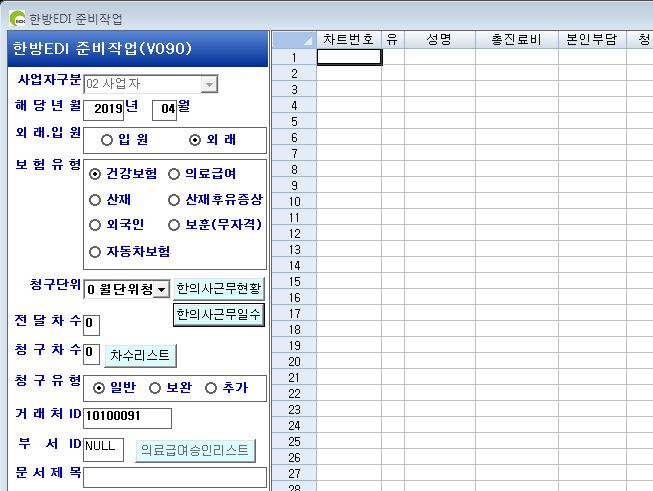 BCK 한방EDI 준비작업
한방EDI 준비작업(V090)
사업자구분 02 사업자
해 당 년 월 2019 년 04 월
외 래.입 원 입 원 외 래
보 험 유 형 건강보험 의료급여
산재 산재후유증상
외국인 보훈(무자격)
자동차보험
청구단위 0 월단위청 한의사근무현황
한의사근무일수
전 달 차 수 0
청 구 차 수 0 차수리스트
청 구 유 형 일반 보완 추가
거 래 처 ID 10100091
부 서 ID NULL 의료급여승인리스트
문 서 제 목
차트번호 유 성명 총진료비 본인부담 청
1
2
3
4
5
6
7
8
9
10
11
12
13
14
15
16
17
18
19
20
21
22
23
24
25
26
27
28